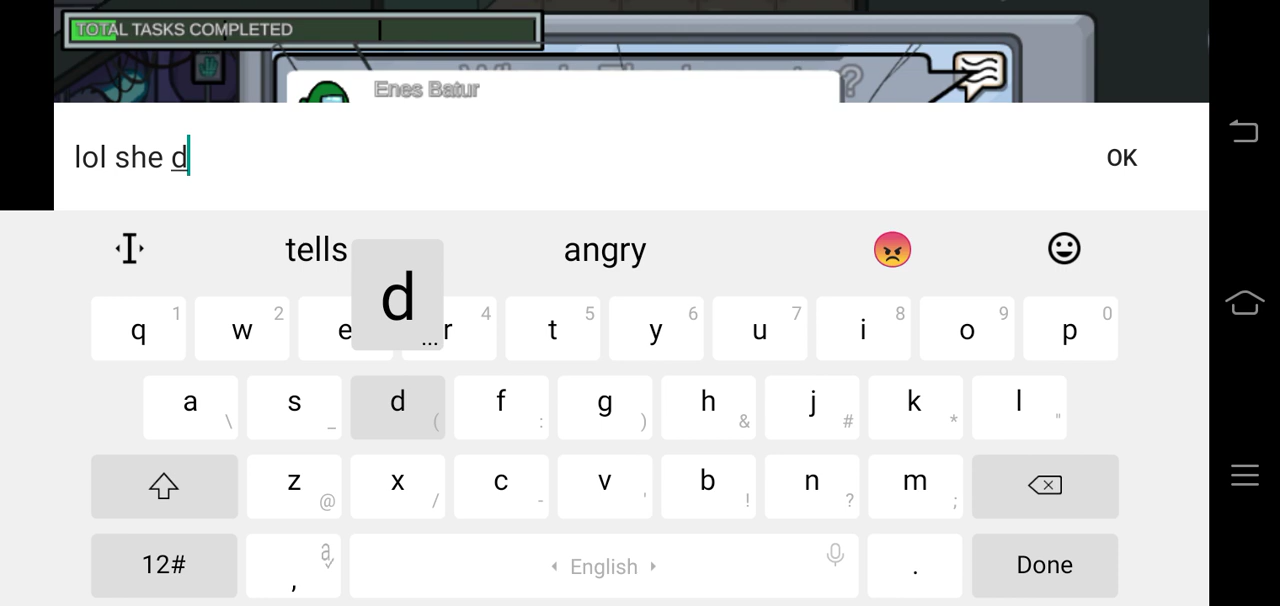 TOTAL TASKS COMPLETED
?
Enes Batur
lol she d
OK
tells angry 😡
d
...
q 1 w 2 e r 4 t 5 y 6 u 7 i 8 o 9 p 0
a \ s _ d ( f : g ) h & j # k * l "
z @ x / c - v ' b ! n ? m ;
12# , a English . Done